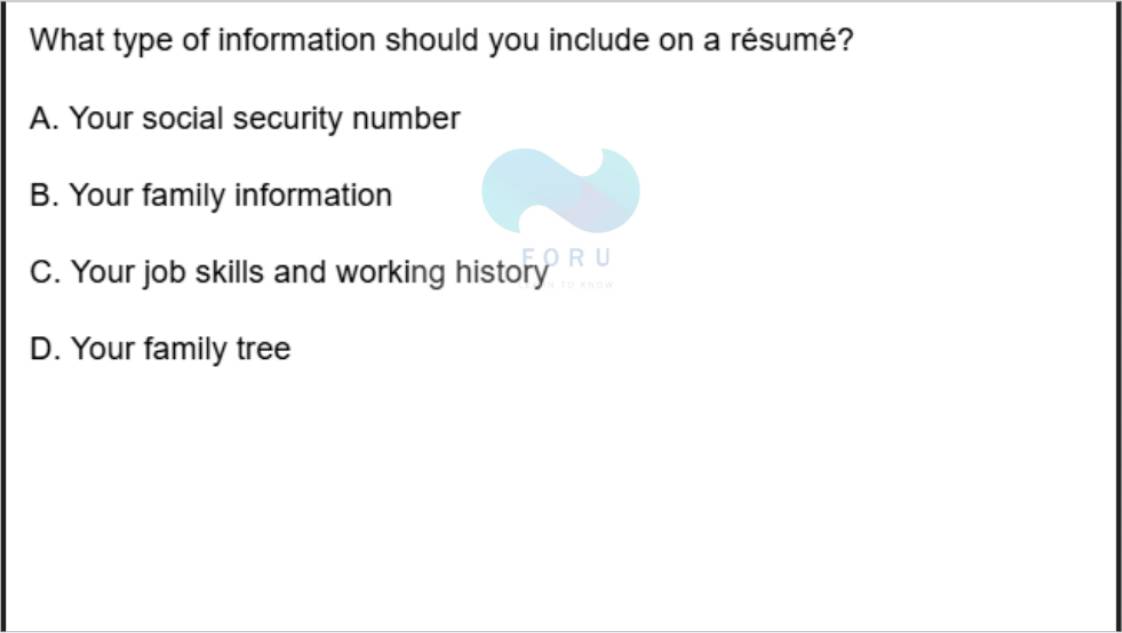 What type of information should you include on a résumé?
A. Your social security number
B. Your family information
FORU
C. Your job skills and working history
D. Your family tree